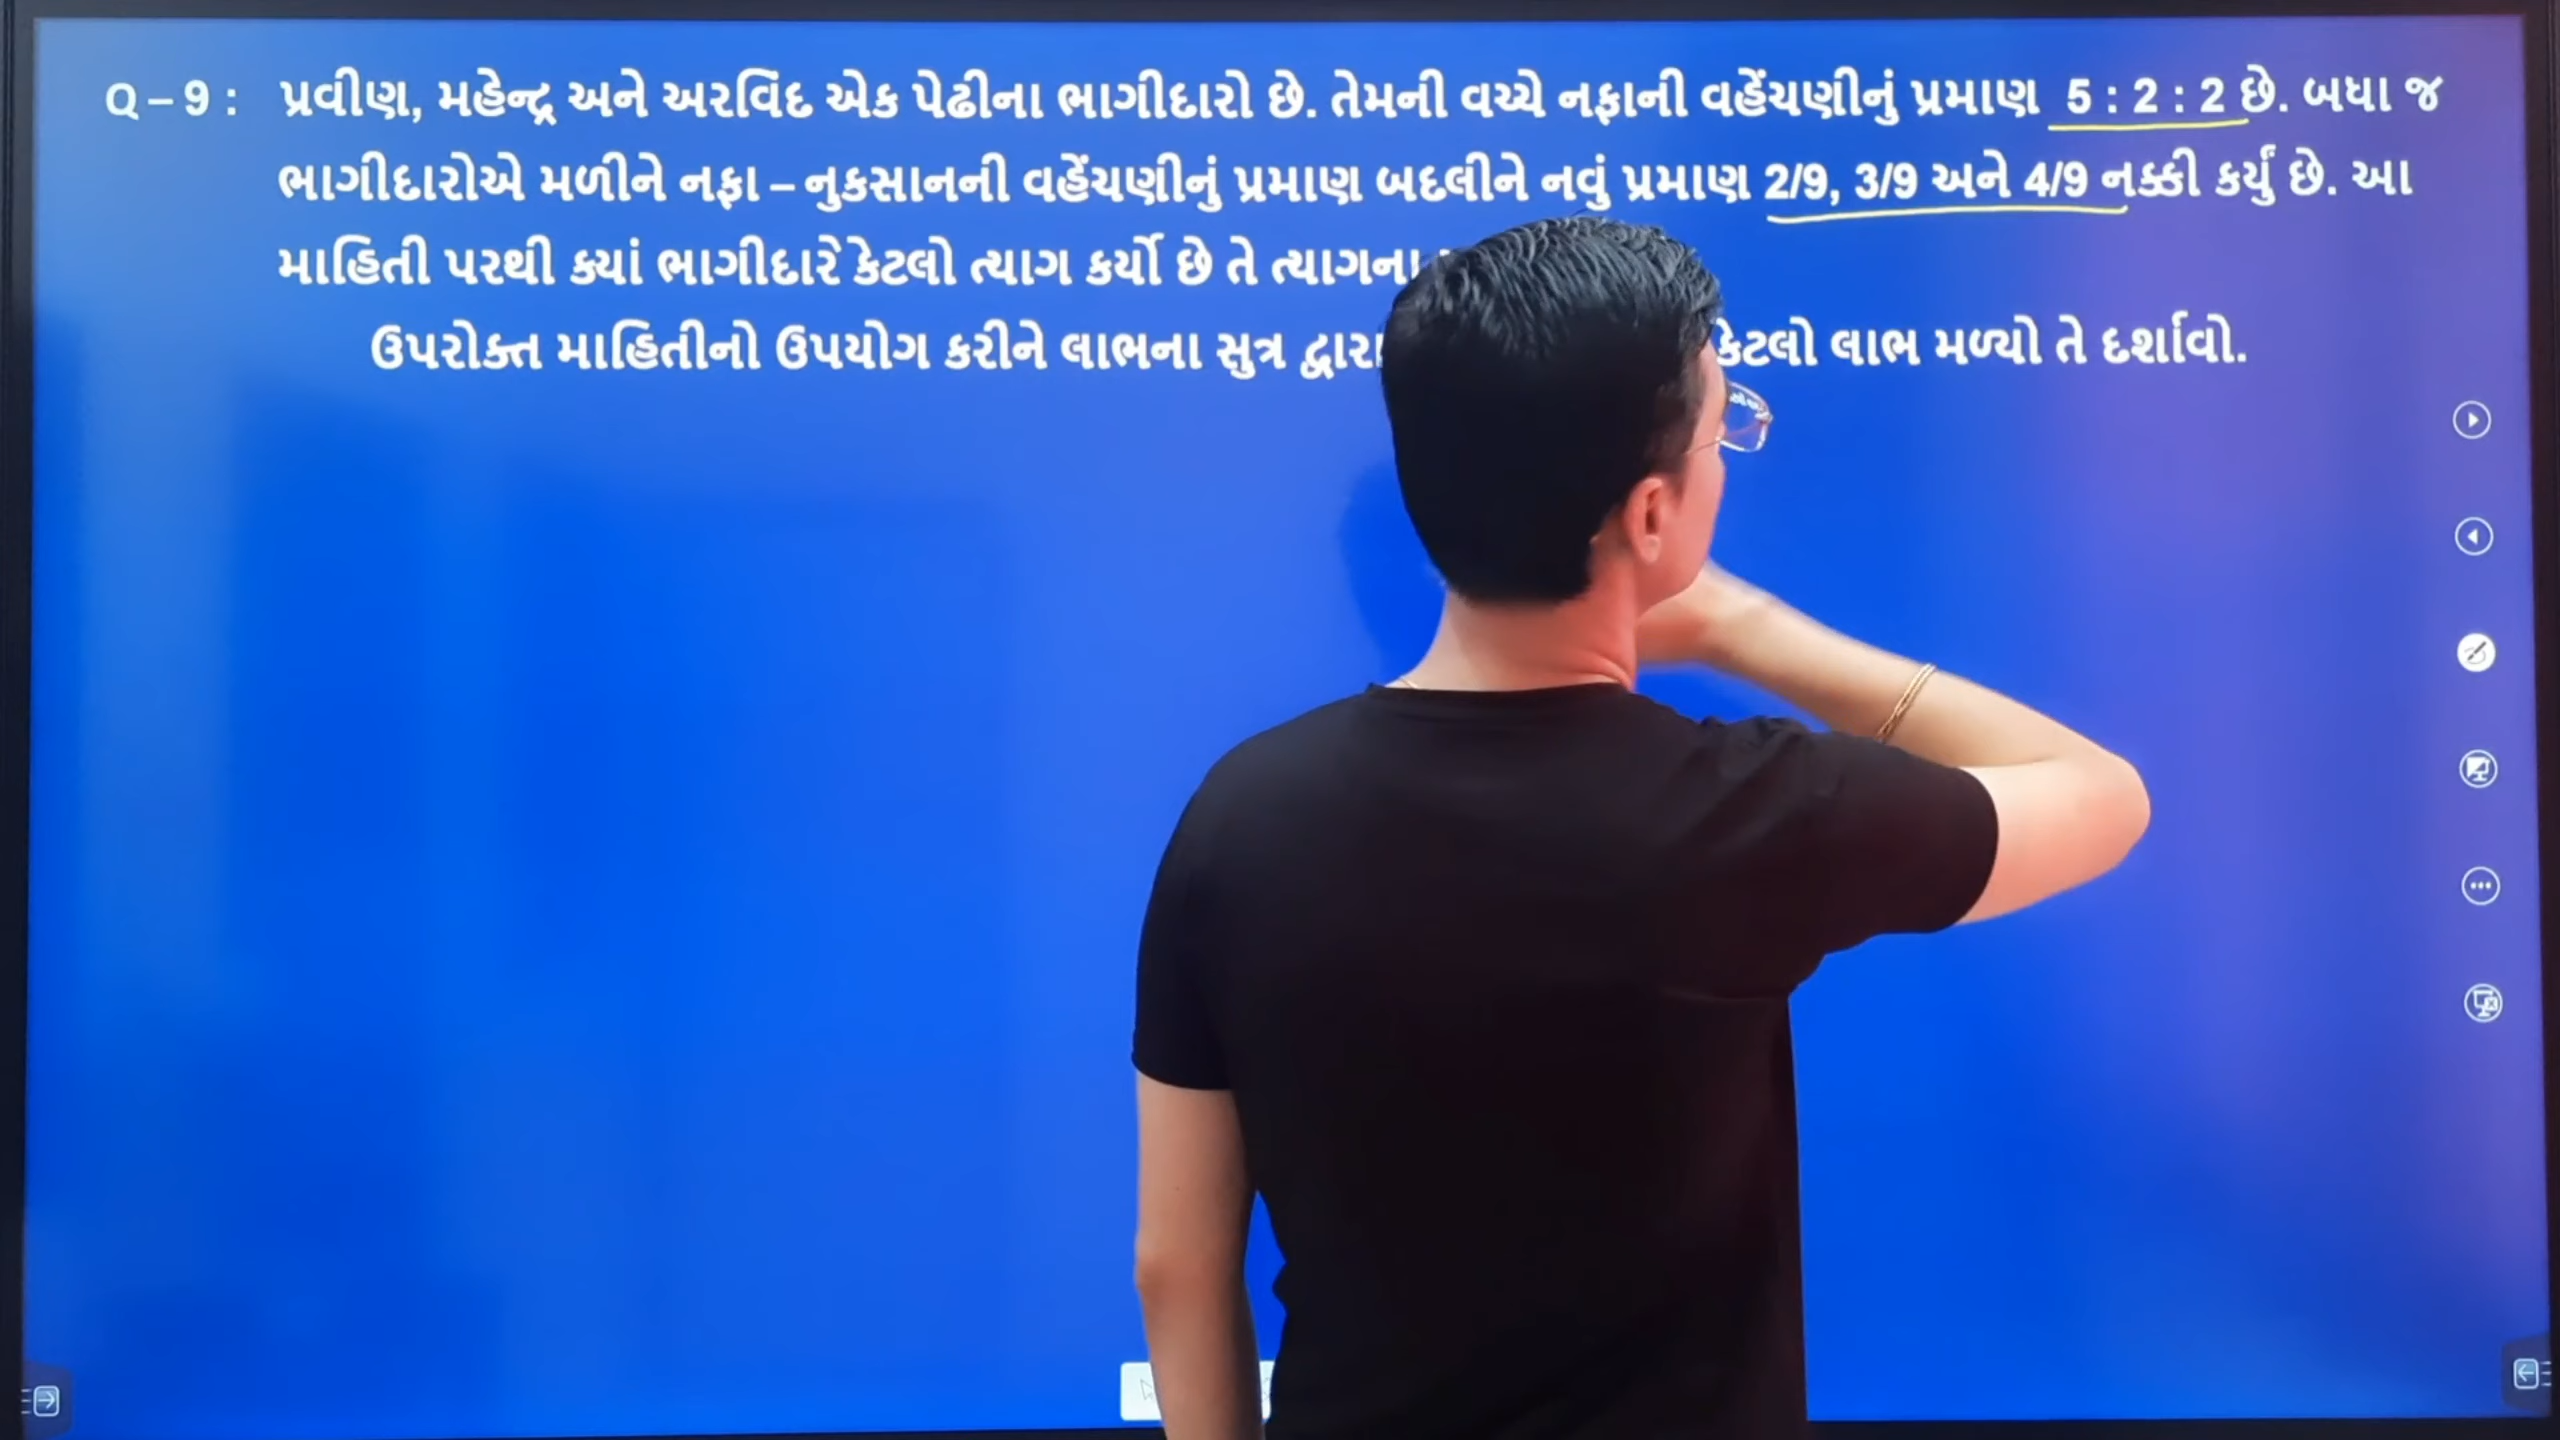 Q – 9 : પ્રવીણ, મહેન્દ્ર અને અરવિંદ એક પેઢીના ભાગીદારો છે. તેમની વચ્ચે નફાની વહેંચણીનું પ્રમાણ 5 : 2 : 2 છે. બધા જ
ભાગીદારોએ મળીને નફા – નુકસાનની વહેંચણીનું પ્રમાણ બદલીને નવું પ્રમાણ 2/9, 3/9 અને 4/9 નક્કી કર્યું છે. આ
માહિતી પરથી ક્યાં ભાગીદારે કેટલો ત્યાગ કર્યો છે તે ત્યાગના
ઉપરોક્ત માહિતીનો ઉપયોગ કરીને લાભના સુત્ર દ્વારા કેટલો લાભ મળ્યો તે દર્શાવો.